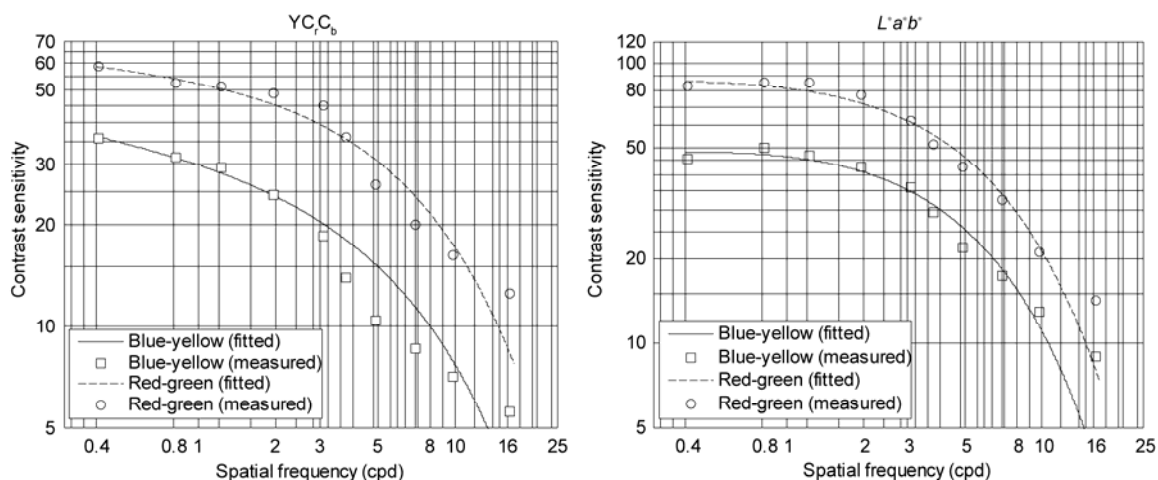 YCrCb
70
60
50
30
20
10
5
Contrast sensitivity
Blue-yellow (fitted)
Blue-yellow (measured)
Red-green (fitted)
Red-green (measured)
0.4 0.8 1 2 3 5 8 10 16 25
Spatial frequency (cpd)
L*a*b*
120
100
80
50
20
10
5
Contrast sensitivity
Blue-yellow (fitted)
Blue-yellow (measured)
Red-green (fitted)
Red-green (measured)
0.4 0.8 1 2 3 5 8 10 16 25
Spatial frequency (cpd)